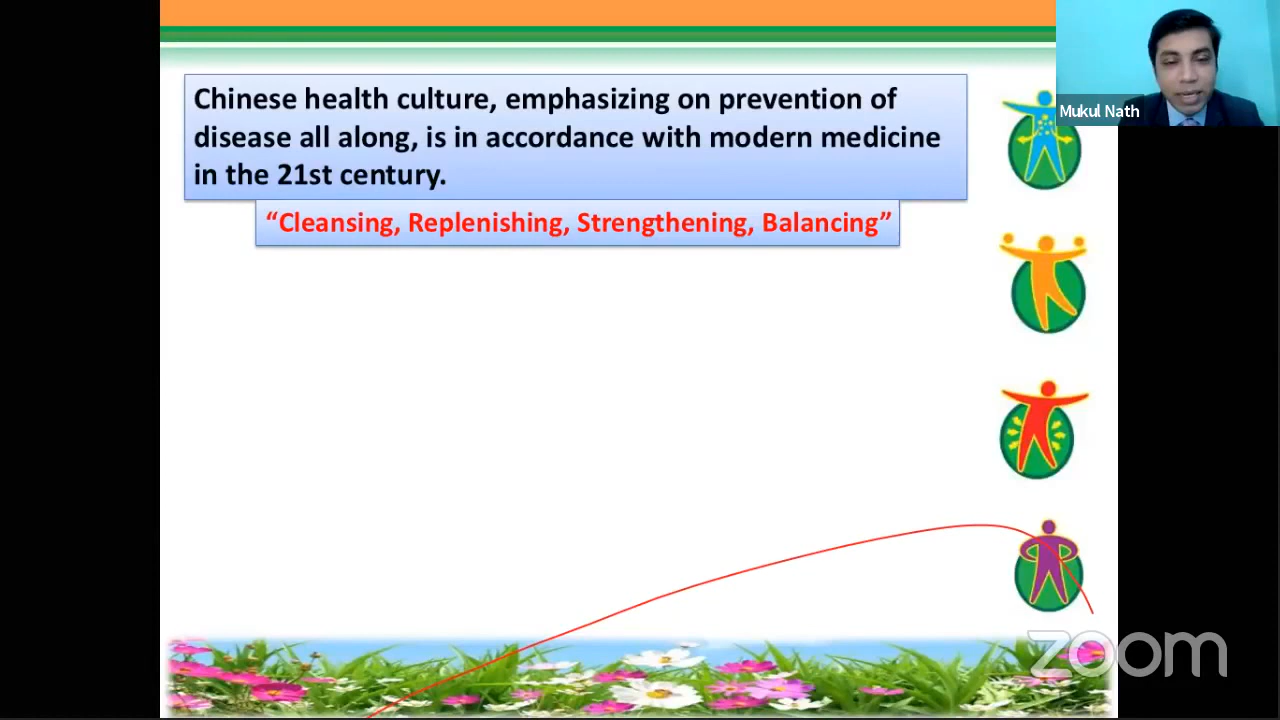 Chinese health culture, emphasizing on prevention of
disease all along, is in accordance with modern medicine
in the 21st century.
“Cleansing, Replenishing, Strengthening, Balancing”
Mukul Nath
zoom